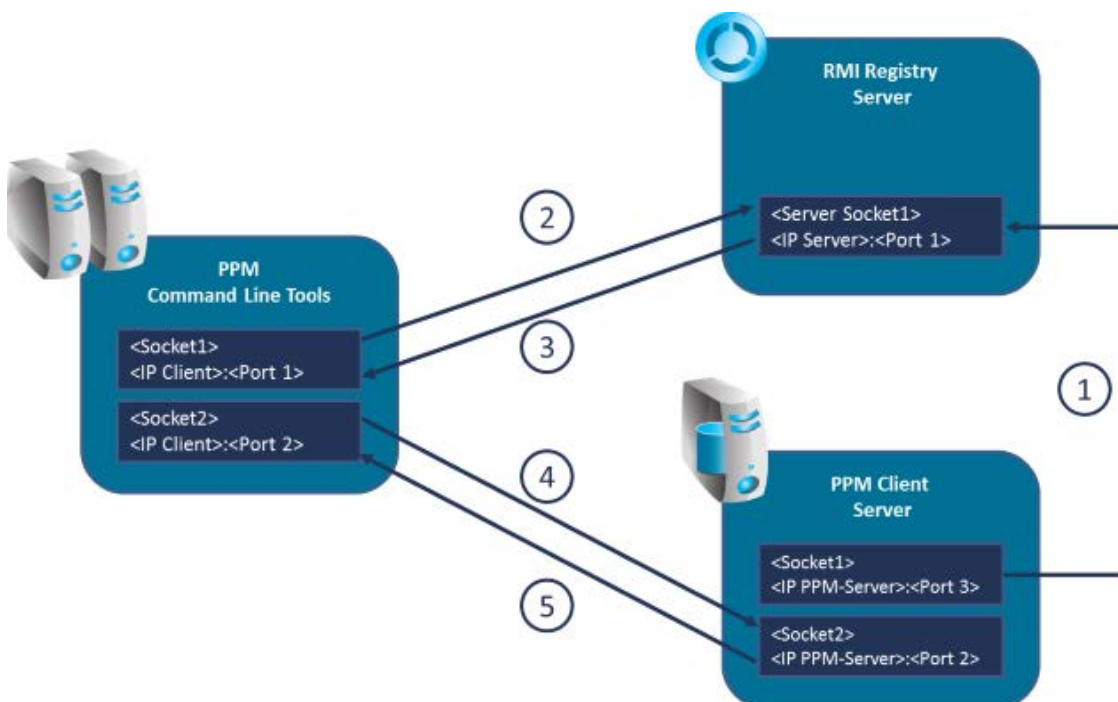 RMI Registry
Server
<Server Socket1>
<IP Server>:<Port 1>
2
PPM
Command Line Tools
<Socket1>
<IP Client>:<Port 1>
3
<Socket2>
<IP Client>:<Port 2>
1
4
PPM Client
Server
<Socket1>
<IP PPM-Server>:<Port 3>
5
<Socket2>
<IP PPM-Server>:<Port 2>